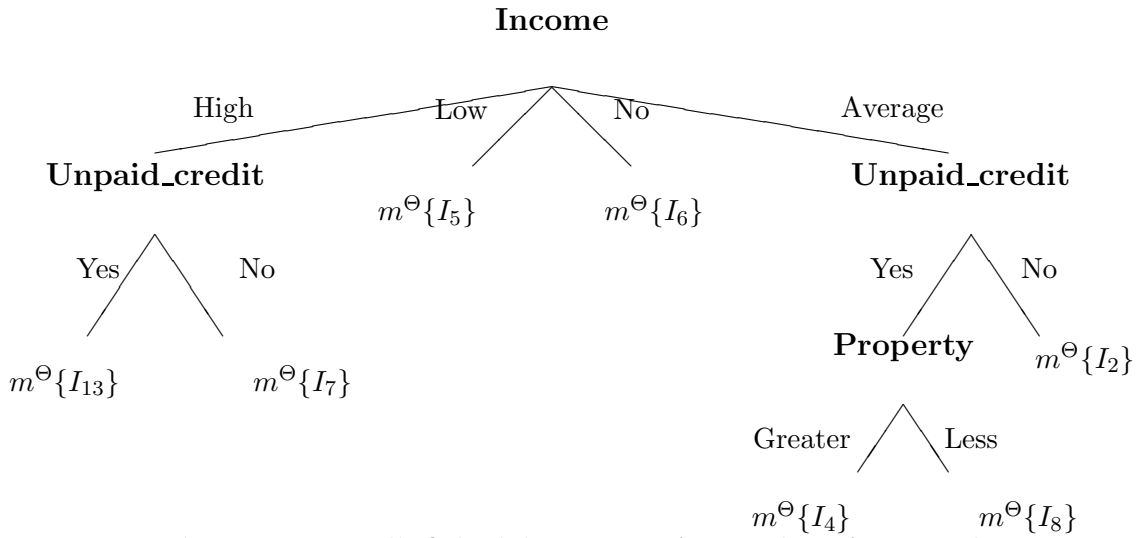 Income
High
Low
No
Average
Unpaid_credit
Unpaid_credit
m^Θ{I_5}
m^Θ{I_6}
Yes
No
Yes
No
Property
m^Θ{I_2}
m^Θ{I_13}
m^Θ{I_7}
Greater
Less
m^Θ{I_4}
m^Θ{I_8}